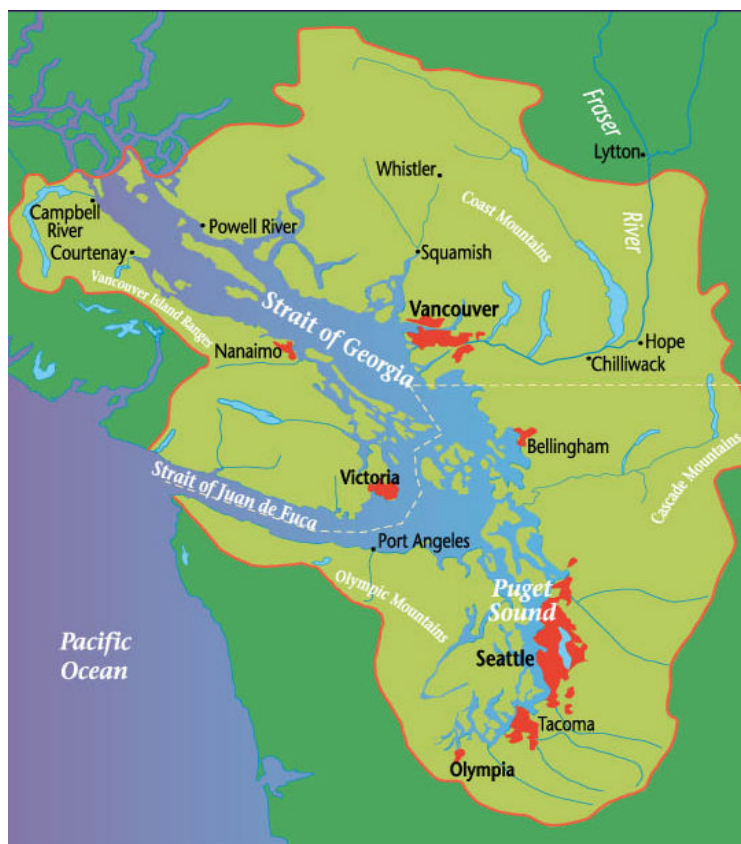 Fraser
River
Lytton
Whistler
Coast Mountains
Campbell
River
Powell River
Courtenay
Squamish
Vancouver Island Ranges
Strait of Georgia
Vancouver
Nanaimo
Hope
Chilliwack
Bellingham
Victoria
Strait of Juan de Fuca
Cascade Mountains
Port Angeles
Olympic Mountains
Puget
Sound
Pacific
Ocean
Seattle
Tacoma
Olympia